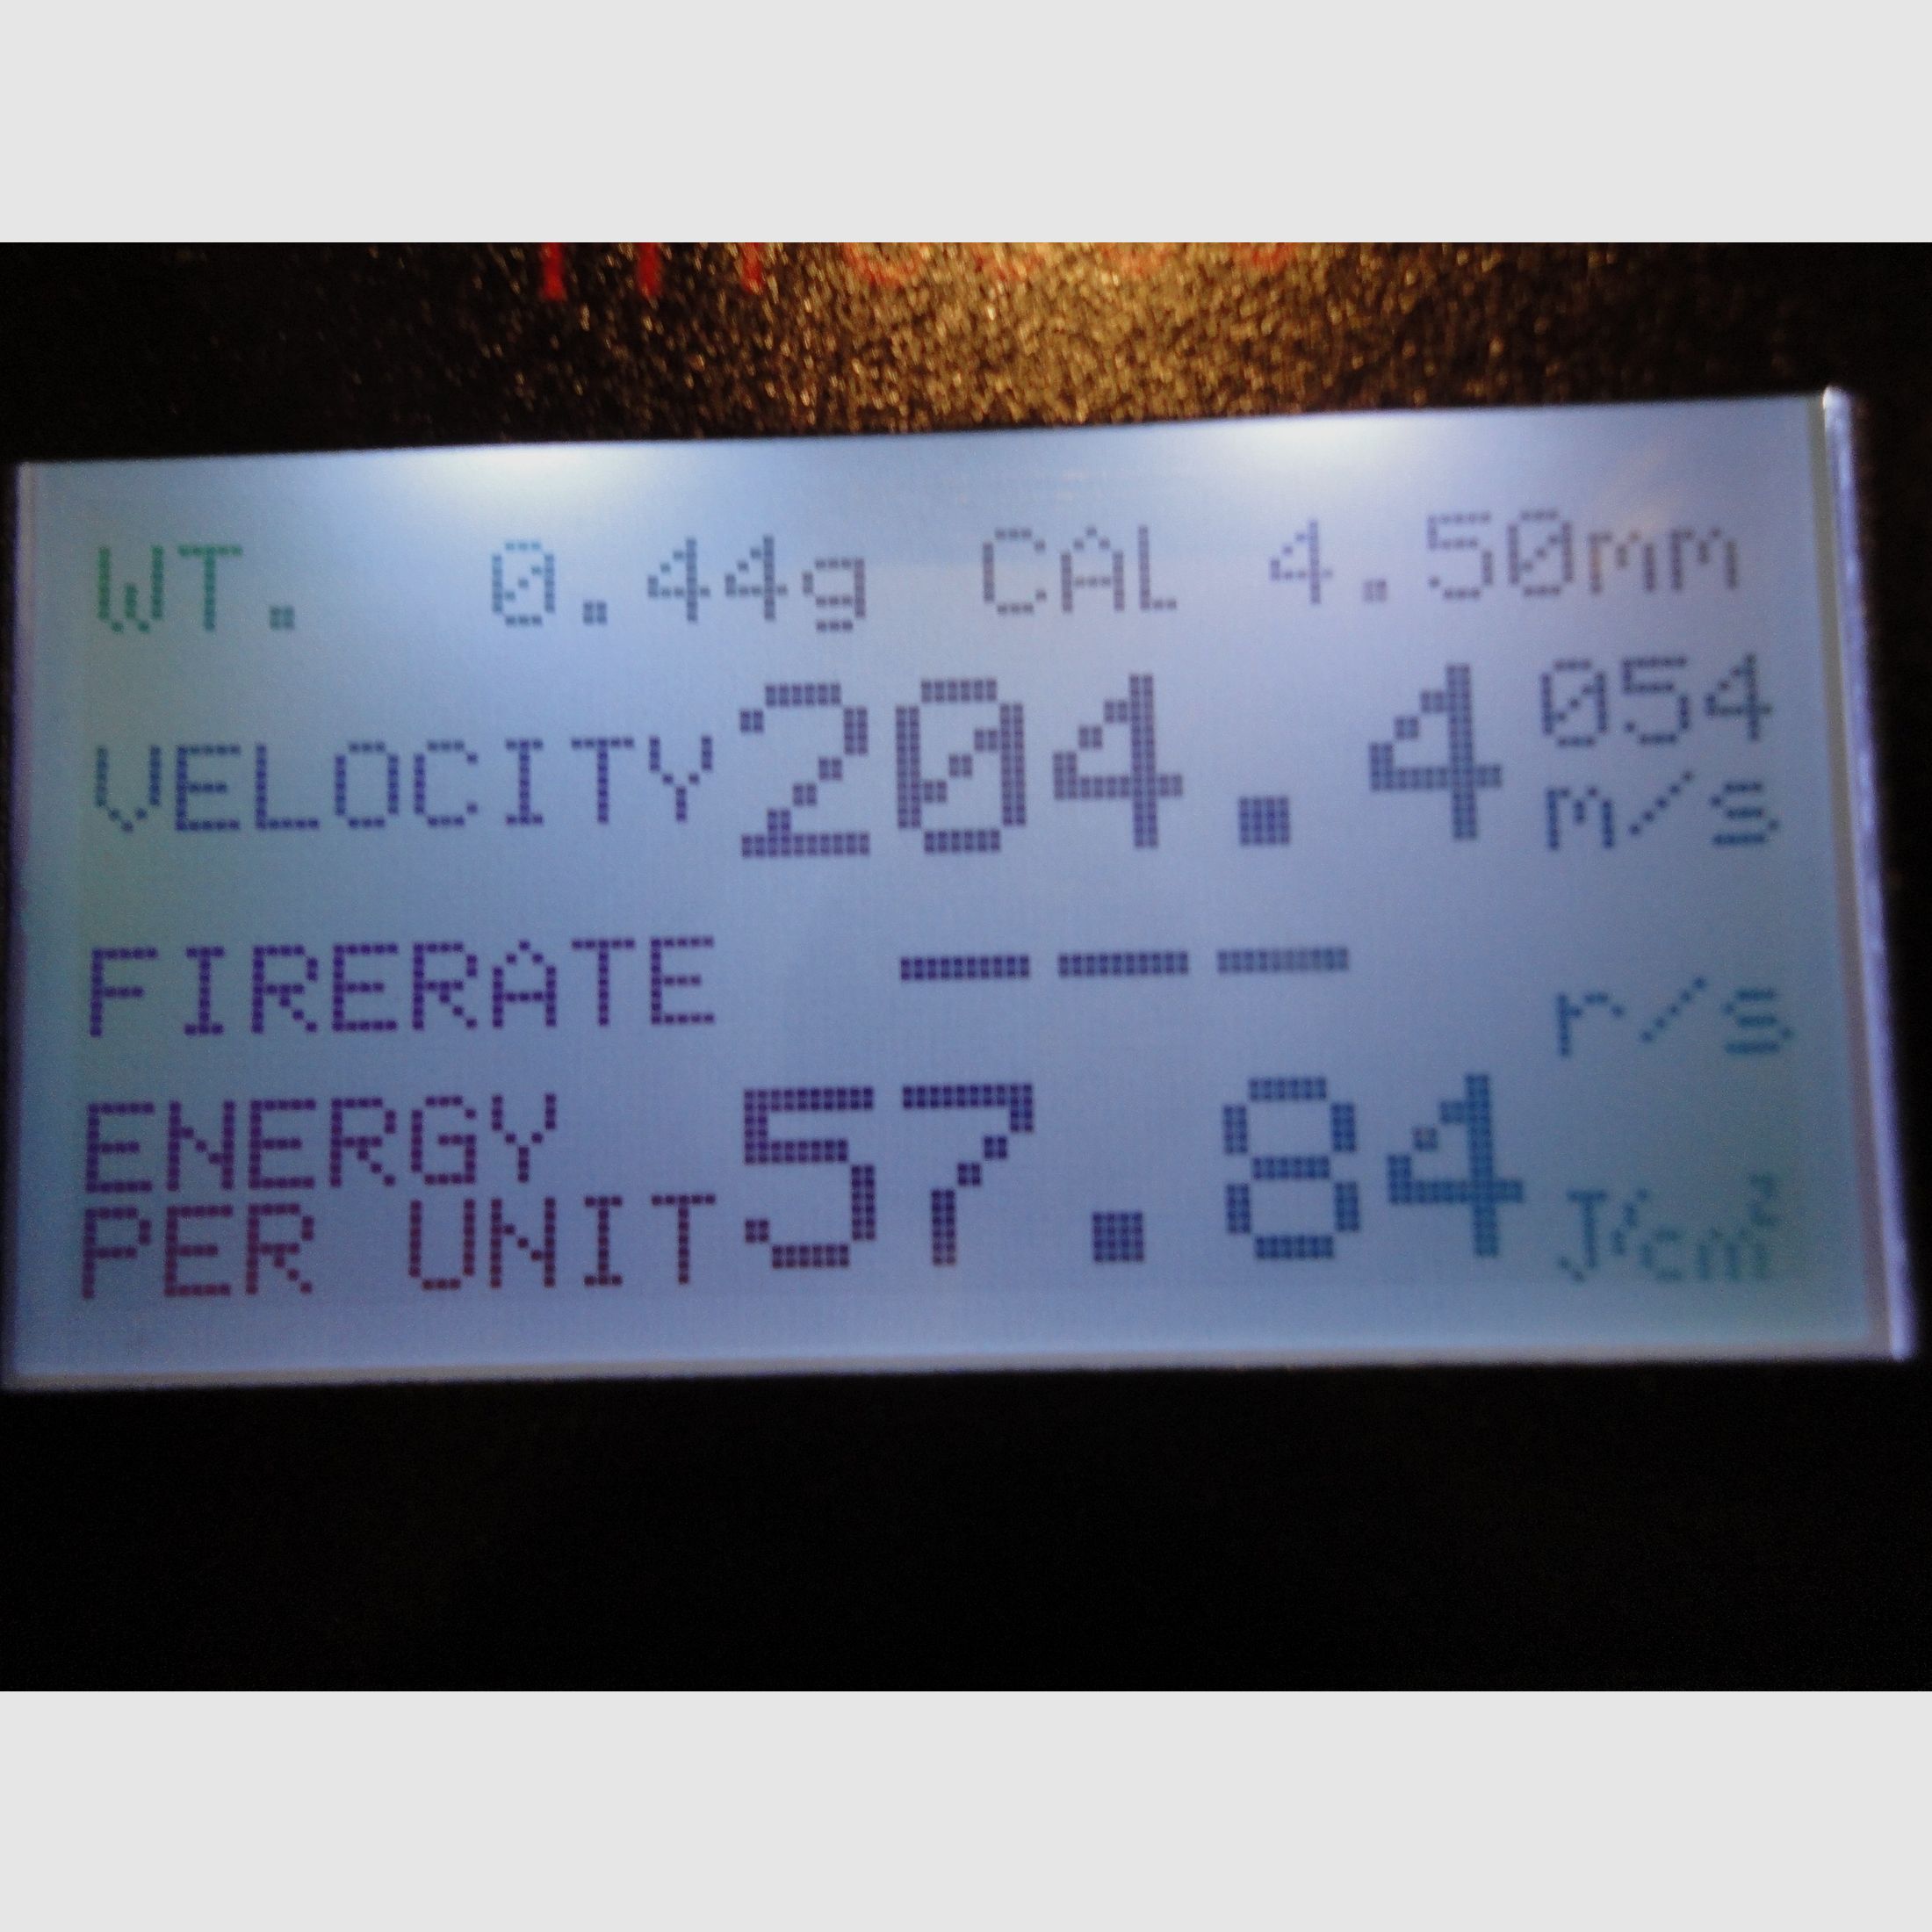 WT. 0.44g CAL 4.50mm
054
VELOCITY 204.4 m/s
FIRERATE --- r/s
ENERGY PER UNIT 57.84 J/cm²